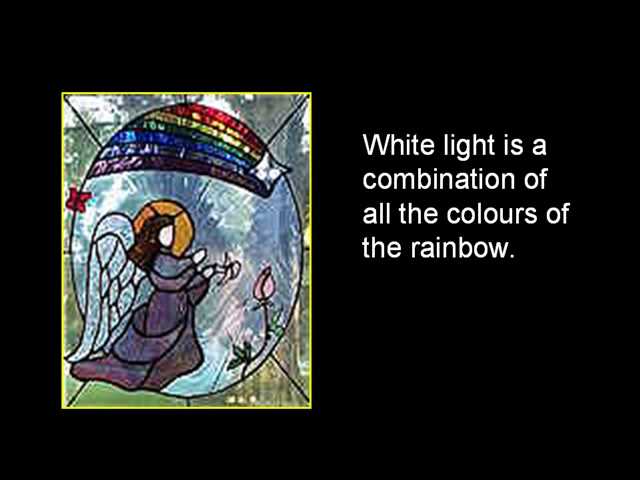 White light is a
combination of
all the colours of
the rainbow.